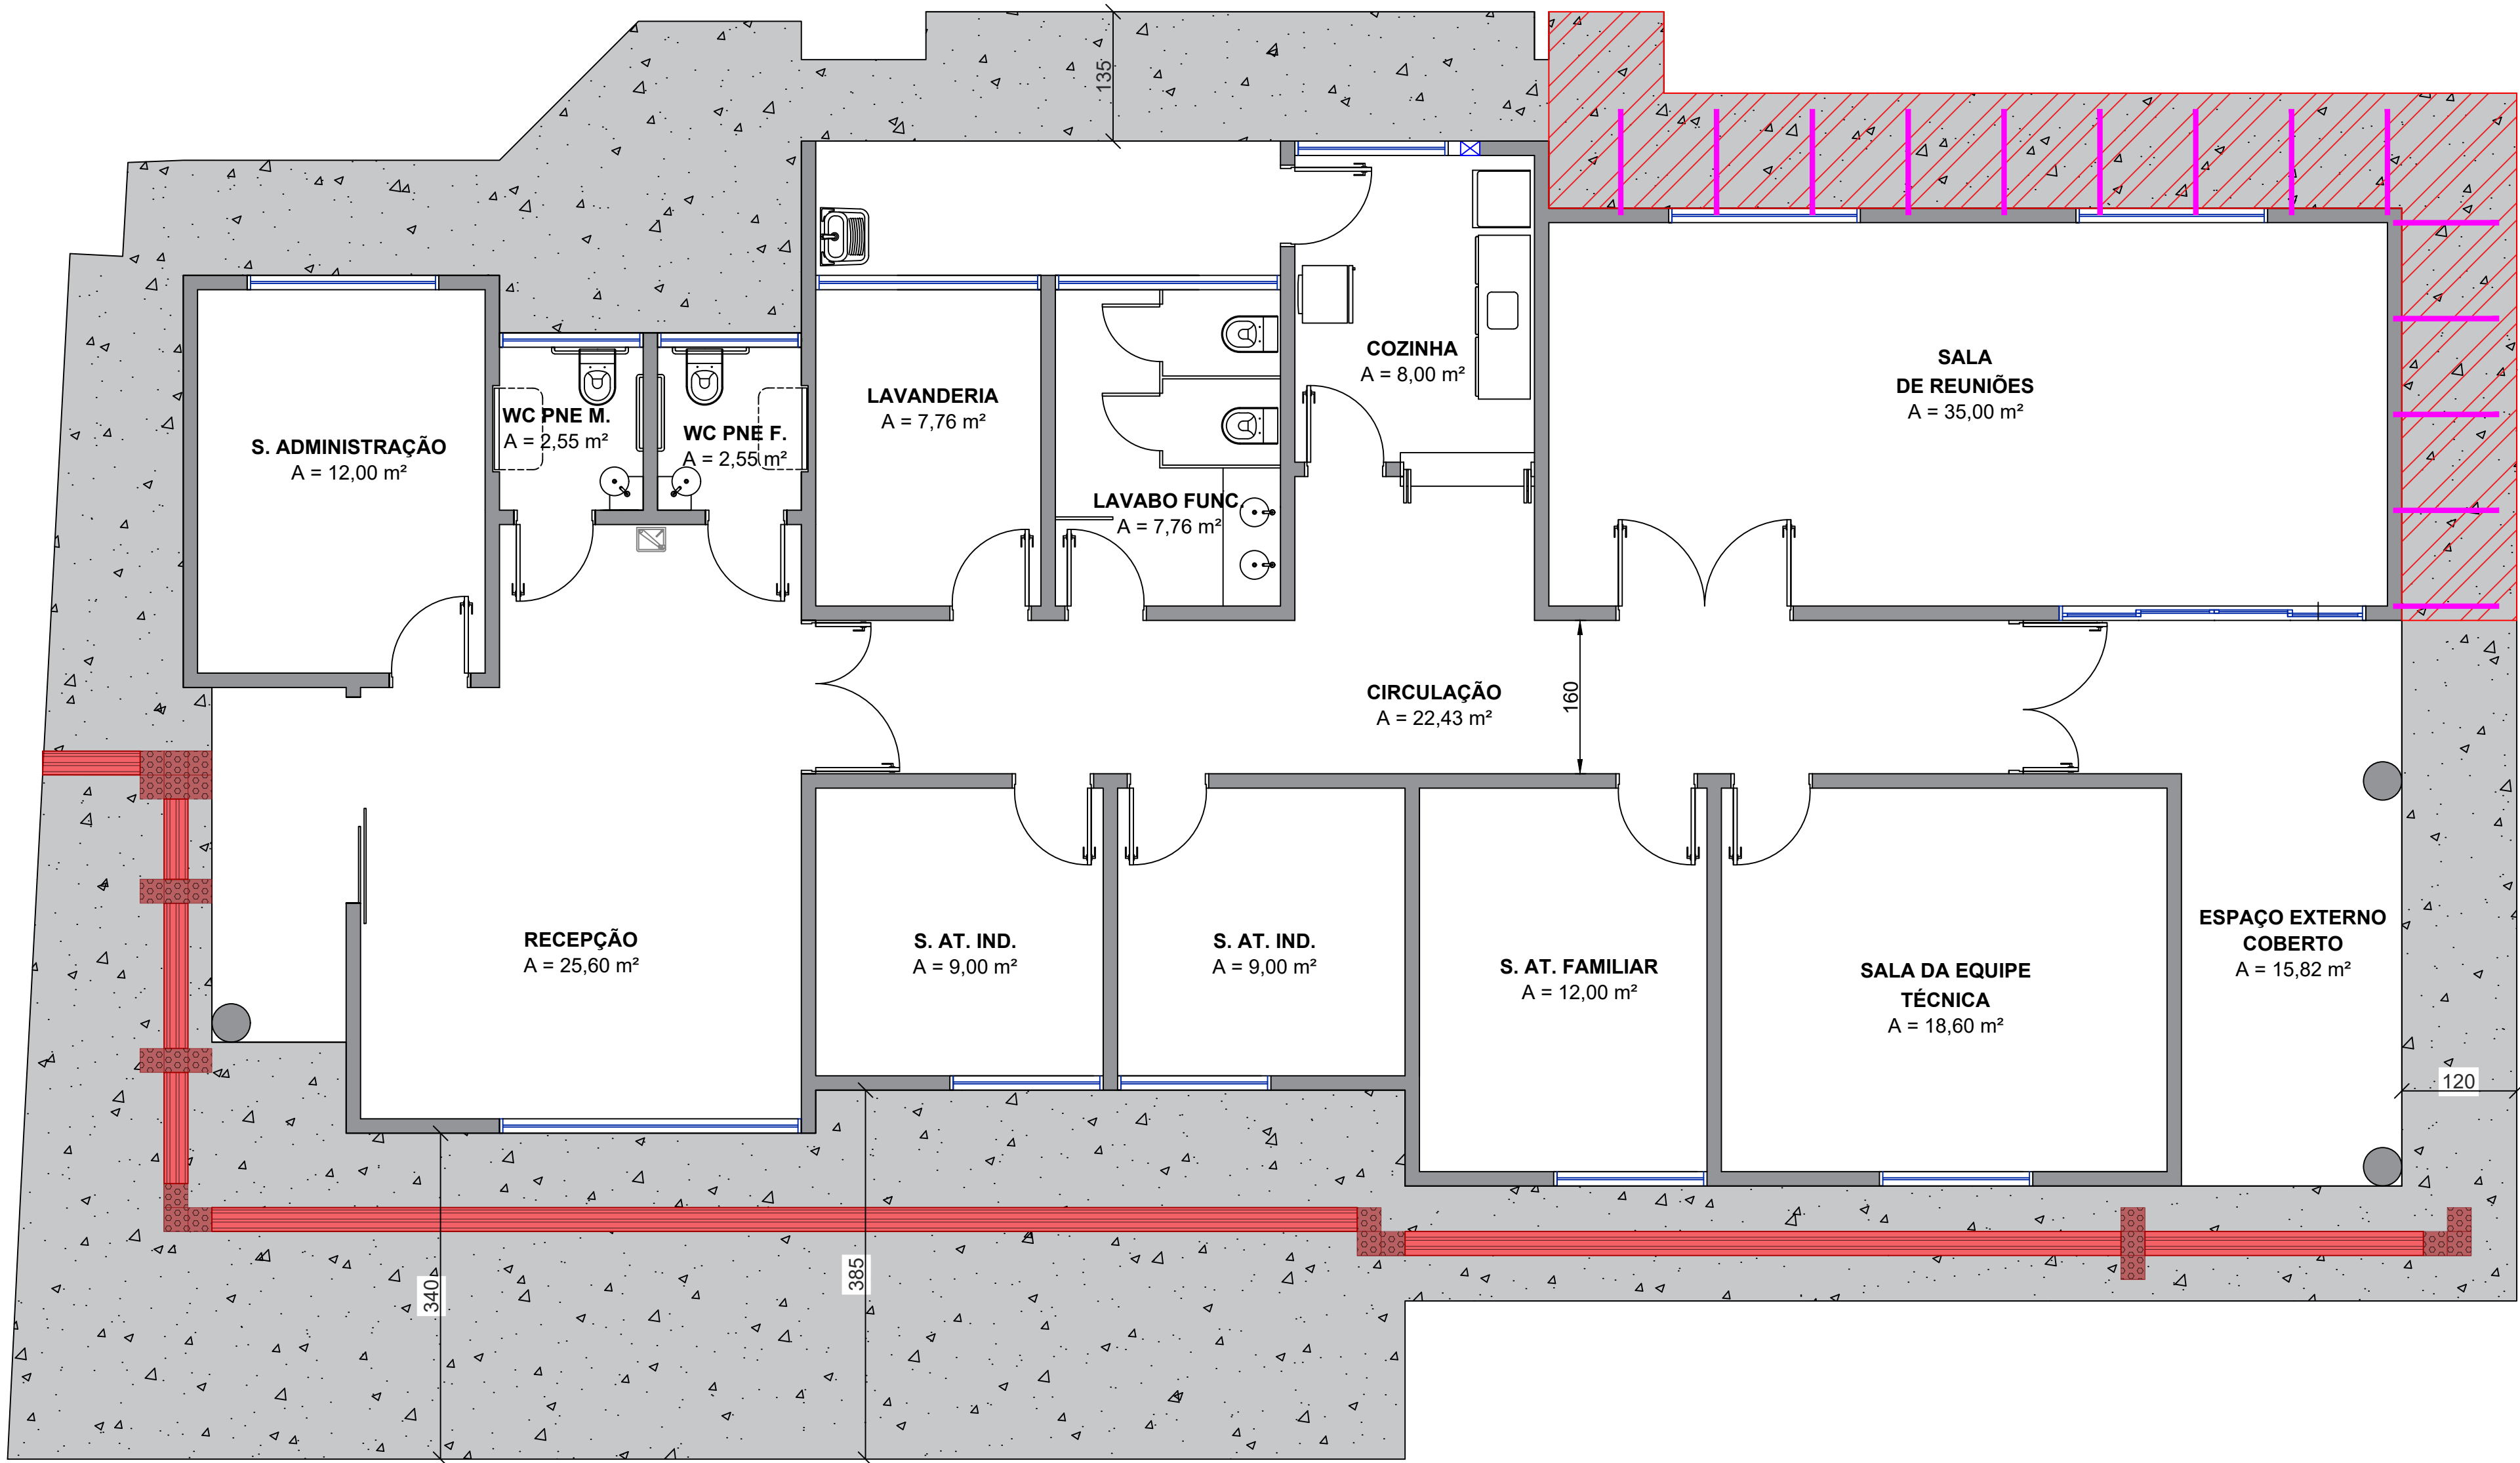 135
COZINHA
A = 8,00 m²
SALA
DE REUNIÕES
A = 35,00 m²
LAVANDERIA
A = 7,76 m²
WC PNE M.
A = 2,55 m²
WC PNE F.
A = 2,55 m²
S. ADMINISTRAÇÃO
A = 12,00 m²
LAVABO FUNC.
A = 7,76 m²
CIRCULAÇÃO
A = 22,43 m²
160
RECEPÇÃO
A = 25,60 m²
S. AT. IND.
A = 9,00 m²
S. AT. IND.
A = 9,00 m²
S. AT. FAMILIAR
A = 12,00 m²
SALA DA EQUIPE
TÉCNICA
A = 18,60 m²
ESPAÇO EXTERNO
COBERTO
A = 15,82 m²
120
340
385